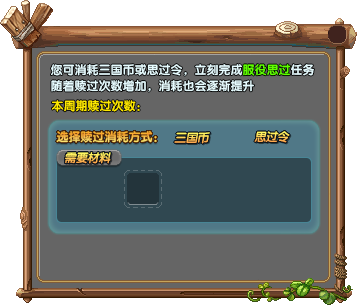 您可消耗三国币或思过令，立刻完成服役思过任务
随着赎过次数增加，消耗也会逐渐提升
本周期赎过次数：
选择赎过消耗方式： 三国币 思过令
需要材料